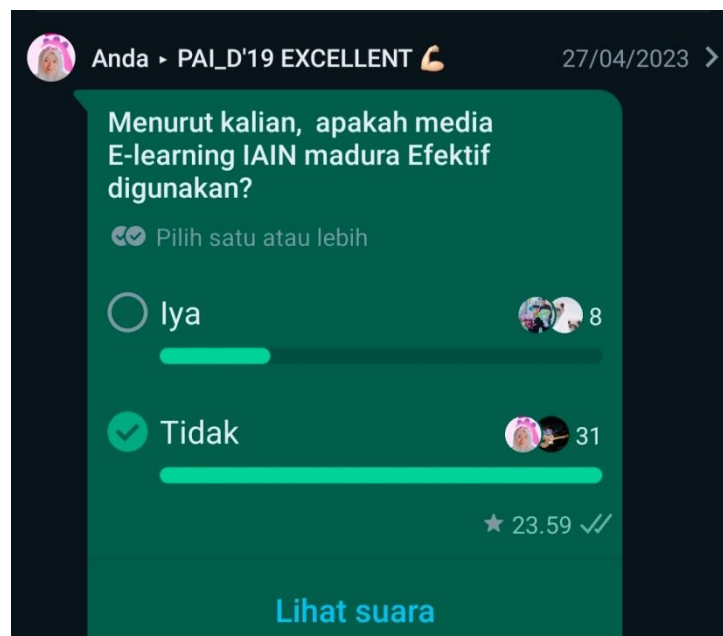 Anda ▸ PAI_D'19 EXCELLENT 💪🏻 27/04/2023 >
Menurut kalian, apakah media
E-learning IAIN madura Efektif
digunakan?
Pilih satu atau lebih
Iya 8
Tidak 31
★ 23.59
Lihat suara